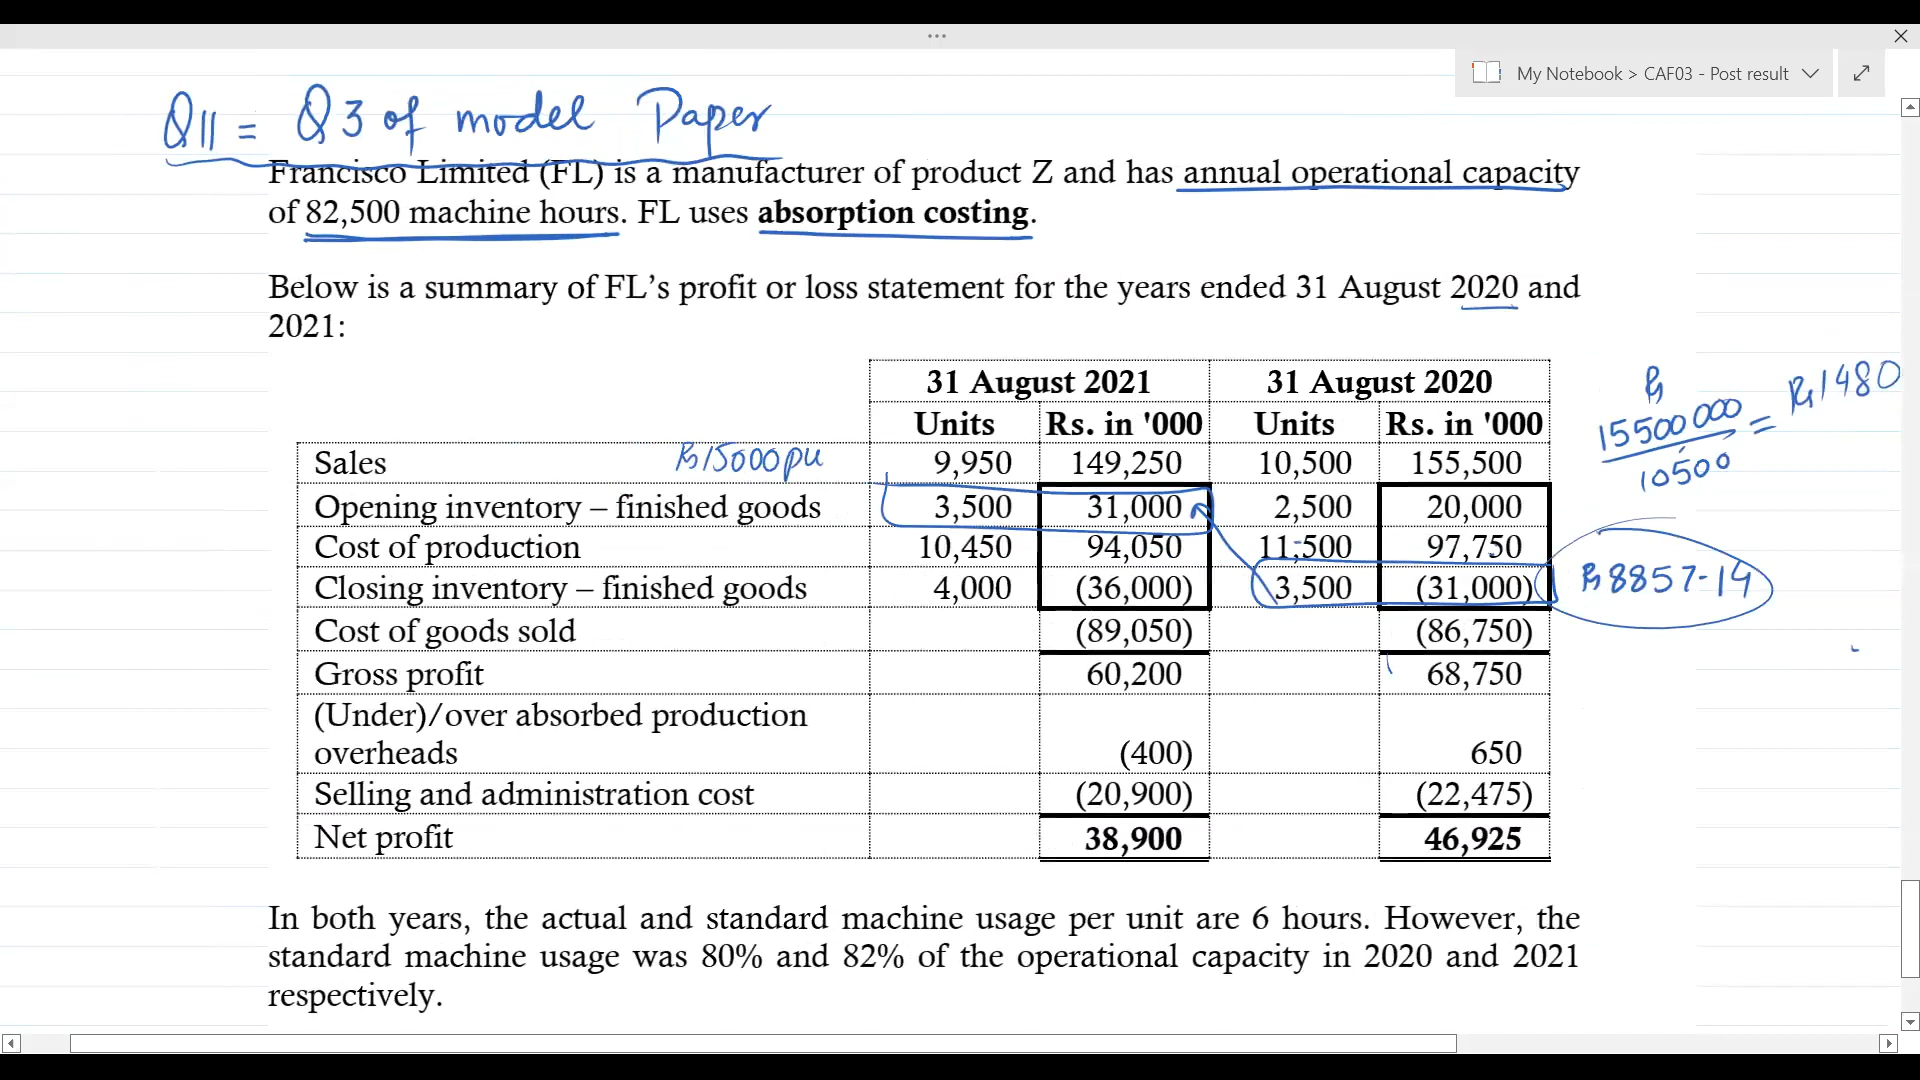 My Notebook > CAF03 - Post result
Q11 = Q3 of model Paper
Francisco Limited (FL) is a manufacturer of product Z and has annual operational capacity
of 82,500 machine hours. FL uses absorption costing.
Below is a summary of FL's profit or loss statement for the years ended 31 August 2020 and
2021:
31 August 2021 31 August 2020
Units Rs. in '000 Units Rs. in '000
Sales Rs15000pu 9,950 149,250 10,500 155,500
Opening inventory – finished goods 3,500 31,000 2,500 20,000
Cost of production 10,450 94,050 11,500 97,750
Closing inventory – finished goods 4,000 (36,000) 3,500 (31,000)
Cost of goods sold (89,050) (86,750)
Gross profit 60,200 68,750
(Under)/over absorbed production
overheads (400) 650
Selling and administration cost (20,900) (22,475)
Net profit 38,900 46,925
Rs
15500000 = Rs1480
10500
Rs8857-14
In both years, the actual and standard machine usage per unit are 6 hours. However, the
standard machine usage was 80% and 82% of the operational capacity in 2020 and 2021
respectively.